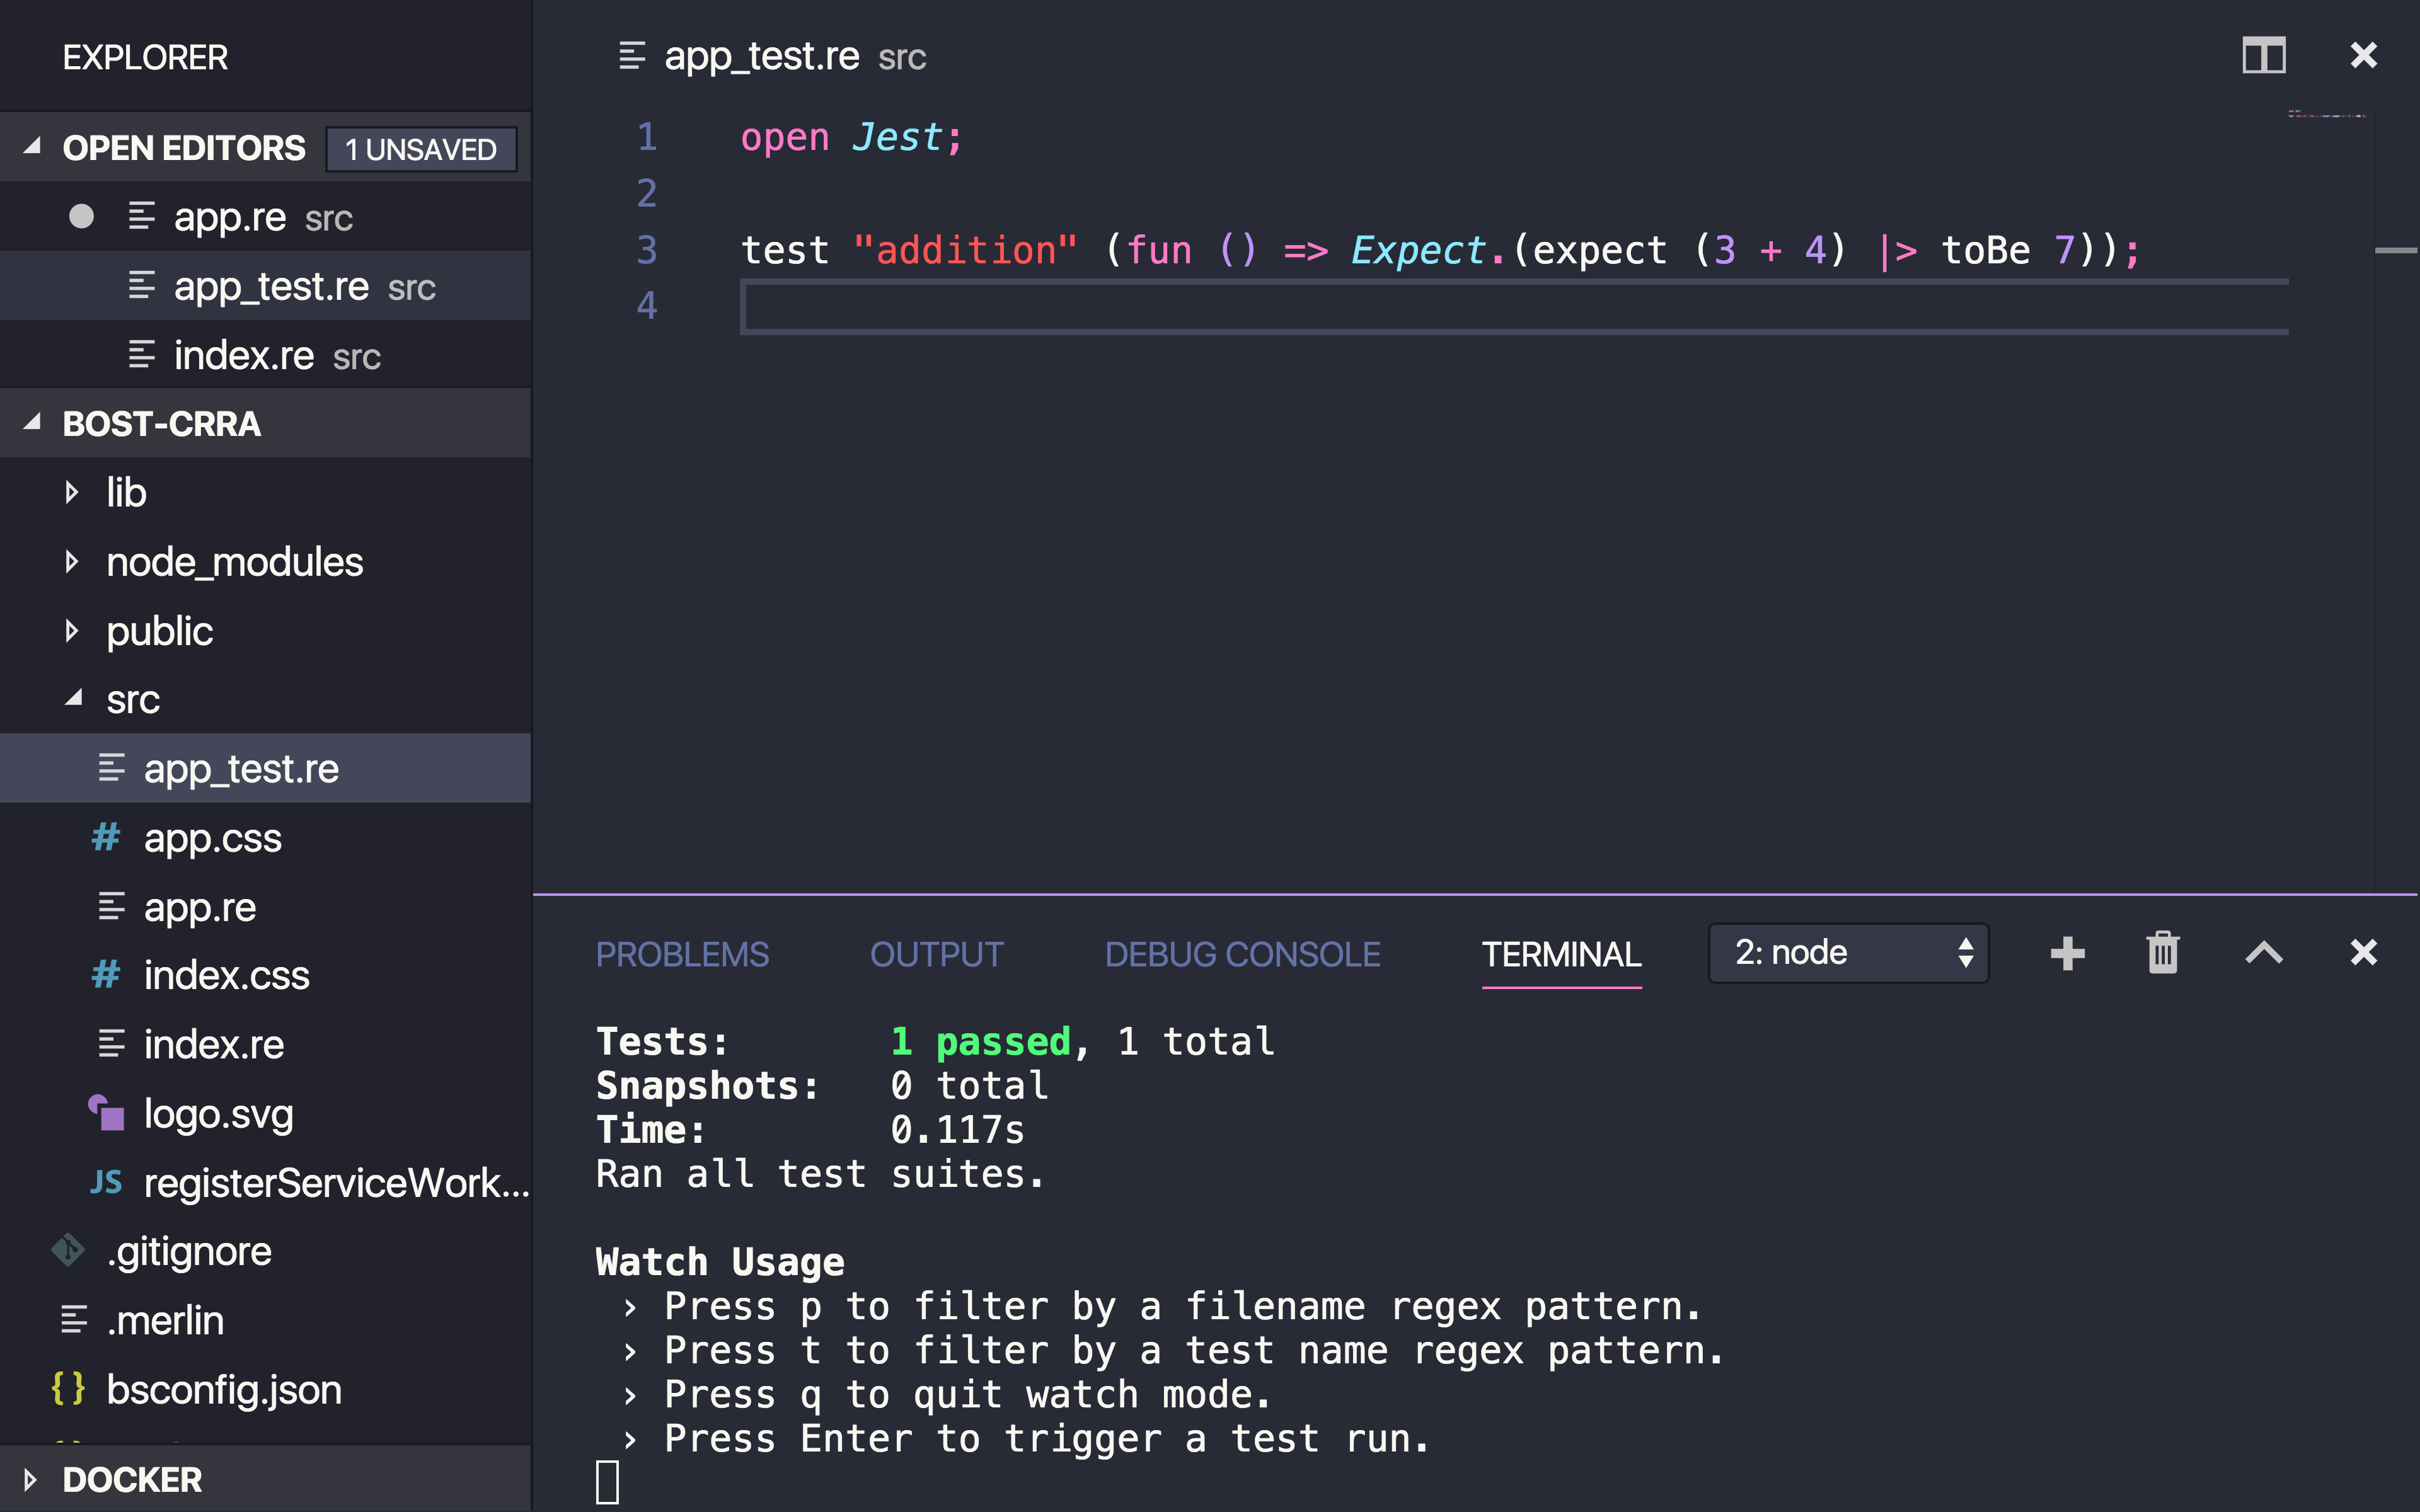 EXPLORER
OPEN EDITORS 1 UNSAVED
app.re src
app_test.re src
index.re src
BOST-CRRA
lib
node_modules
public
src
app_test.re
app.css
app.re
index.css
index.re
logo.svg
JS registerServiceWork...
.gitignore
.merlin
{} bsconfig.json
DOCKER
app_test.re src
1 open Jest;
2
3 test "addition" (fun () => Expect.(expect (3 + 4) |> toBe 7));
4
PROBLEMS OUTPUT DEBUG CONSOLE TERMINAL 2: node
Tests: 1 passed, 1 total
Snapshots: 0 total
Time: 0.117s
Ran all test suites.
Watch Usage
› Press p to filter by a filename regex pattern.
› Press t to filter by a test name regex pattern.
› Press q to quit watch mode.
› Press Enter to trigger a test run.